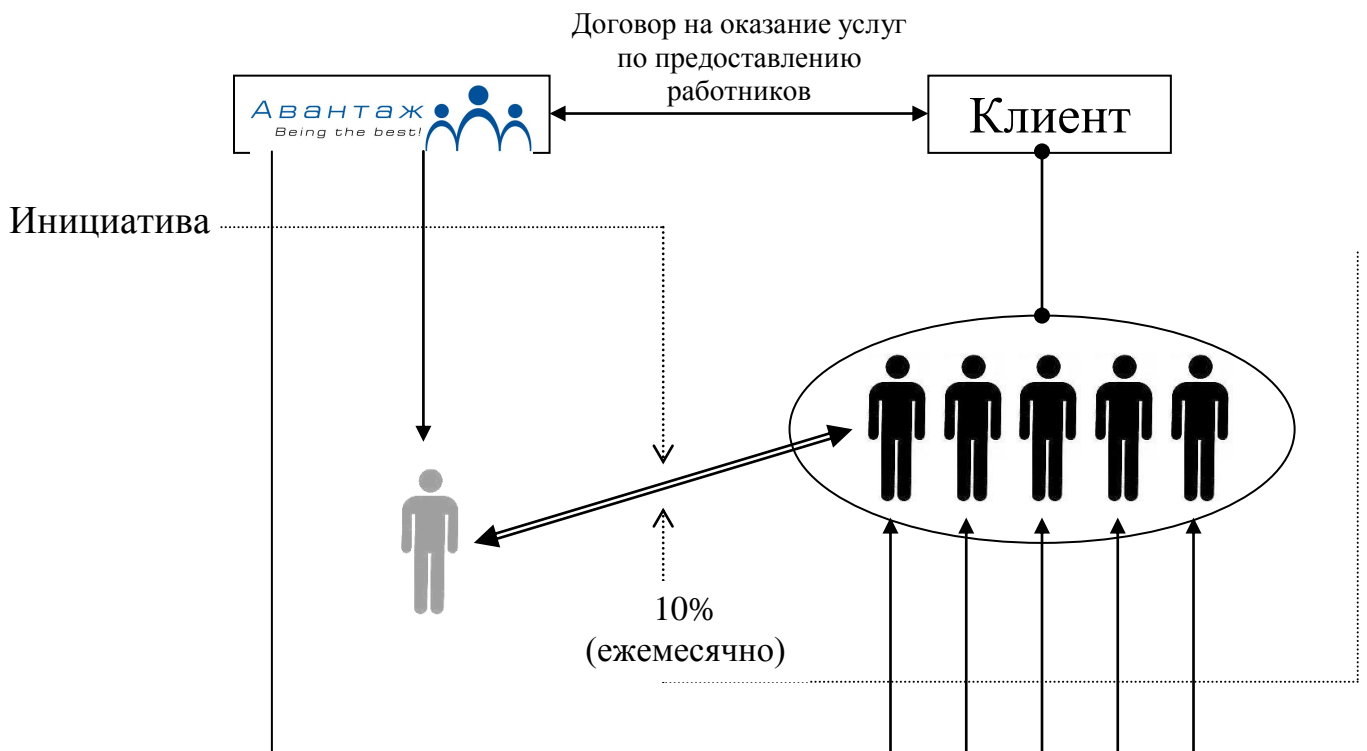 Договор на оказание услуг
по предоставлению
работников
Авантаж
Being the best!
Клиент
Инициатива
10%
(ежемесячно)